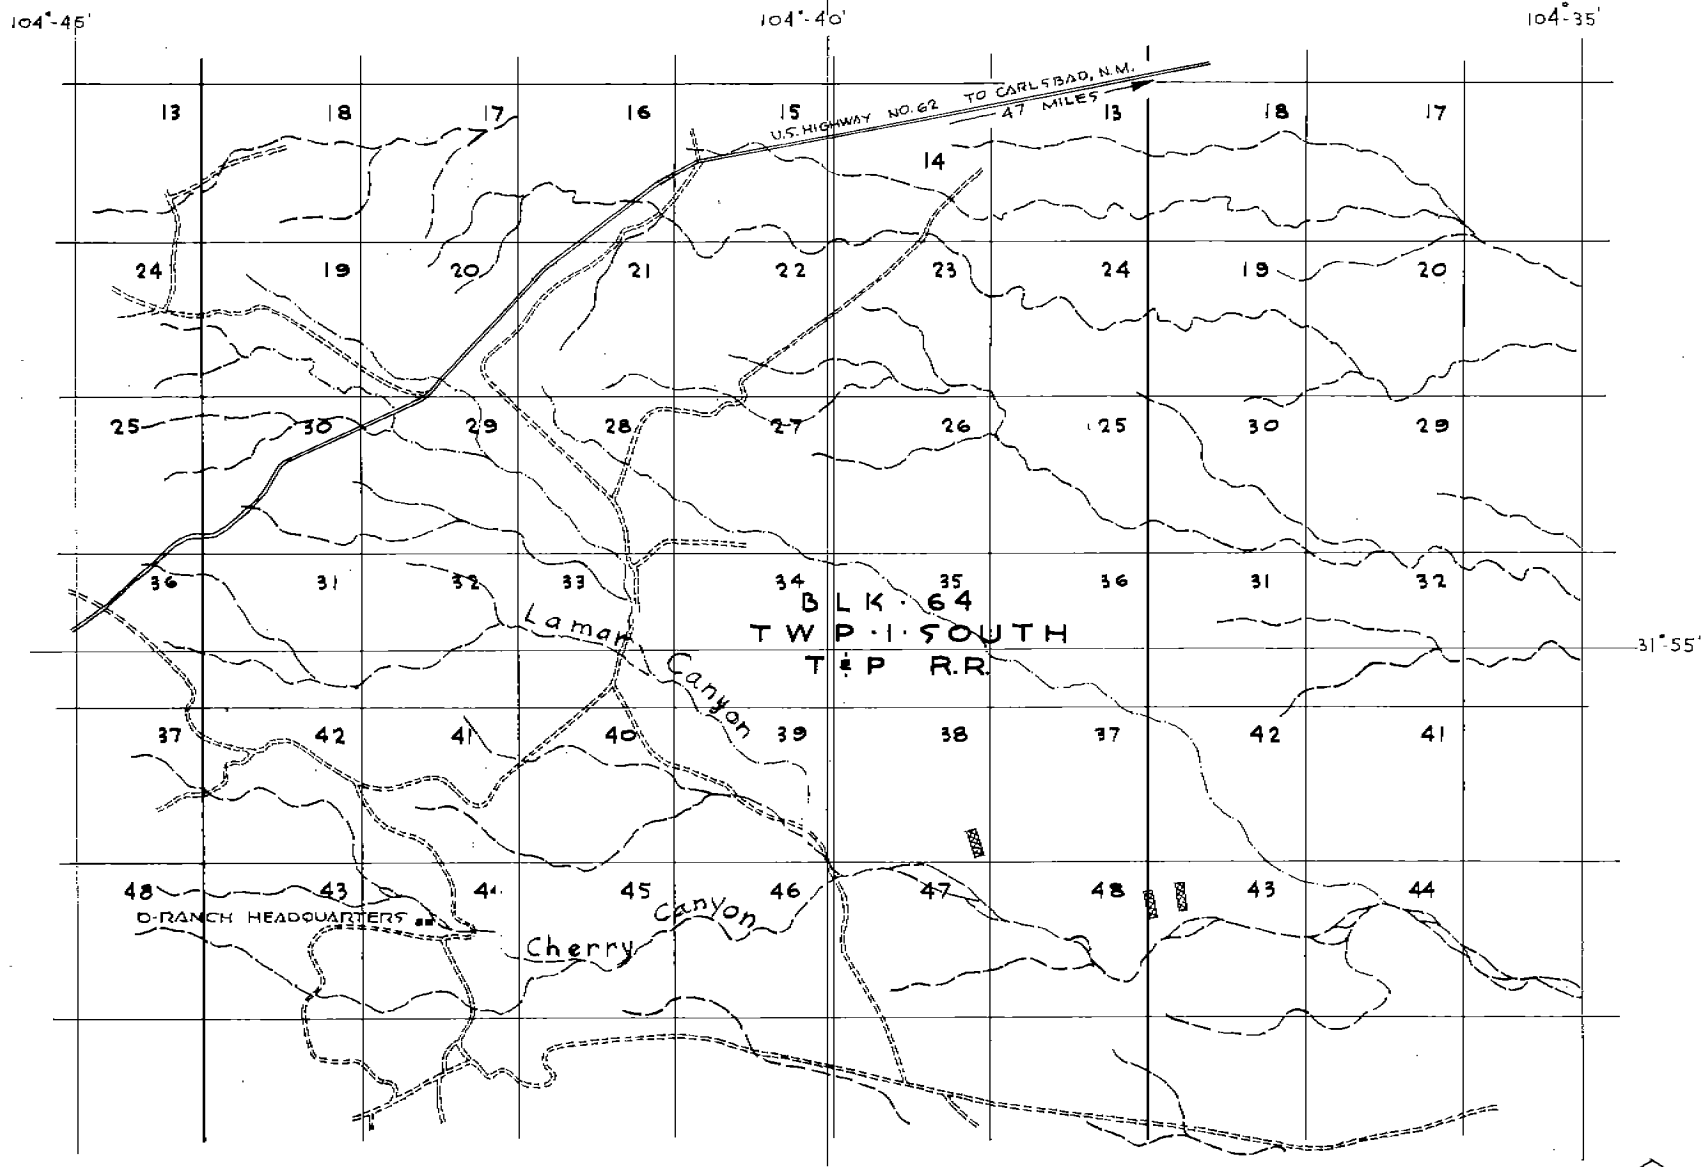 104°-45' 104°-40' 104°-35'
U.S. HIGHWAY NO. 62 TO CARLSBAD, N.M.
47 MILES
13 18 17 16 15 13 18 17
14
24 19 20 21 22 23 24 19 20
25 30 29 28 27 26 25 30 29
36 31 32 33 34 35 36 31 32
BLK. 64
TWP. 1. SOUTH
T & P R.R.
31°-55'
Lamar Canyon
37 42 41 40 39 38 37 42 41
48 43 44 45 46 47 48 43 44
D-RANCH HEADQUARTERS
Cherry Canyon